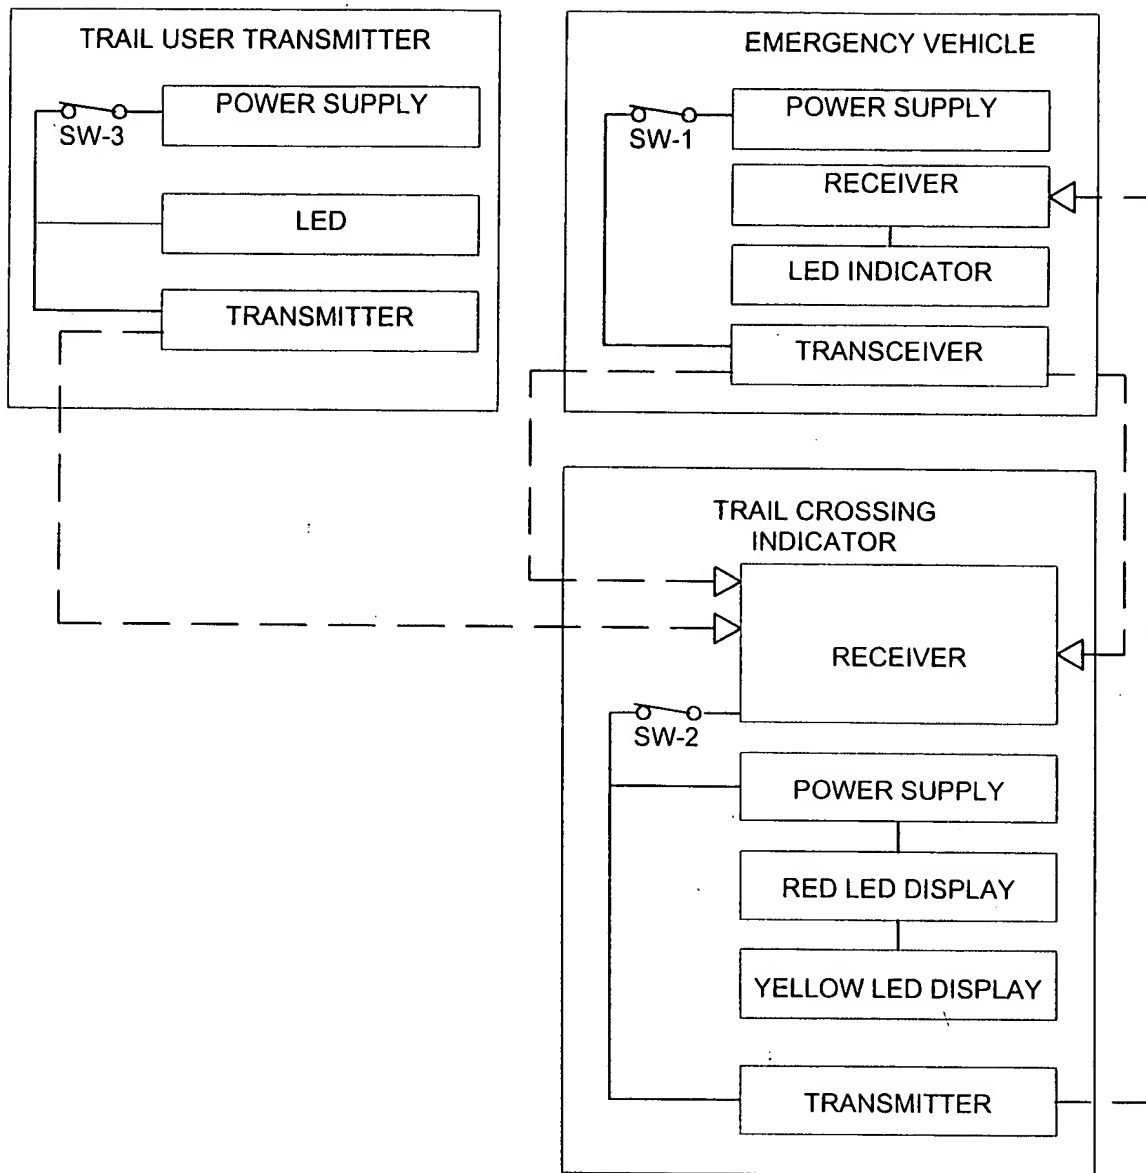 TRAIL USER TRANSMITTER
POWER SUPPLY
SW-3
LED
TRANSMITTER
EMERGENCY VEHICLE
POWER SUPPLY
SW-1
RECEIVER
LED INDICATOR
TRANSCEIVER
TRAIL CROSSING
INDICATOR
RECEIVER
SW-2
POWER SUPPLY
RED LED DISPLAY
YELLOW LED DISPLAY
TRANSMITTER